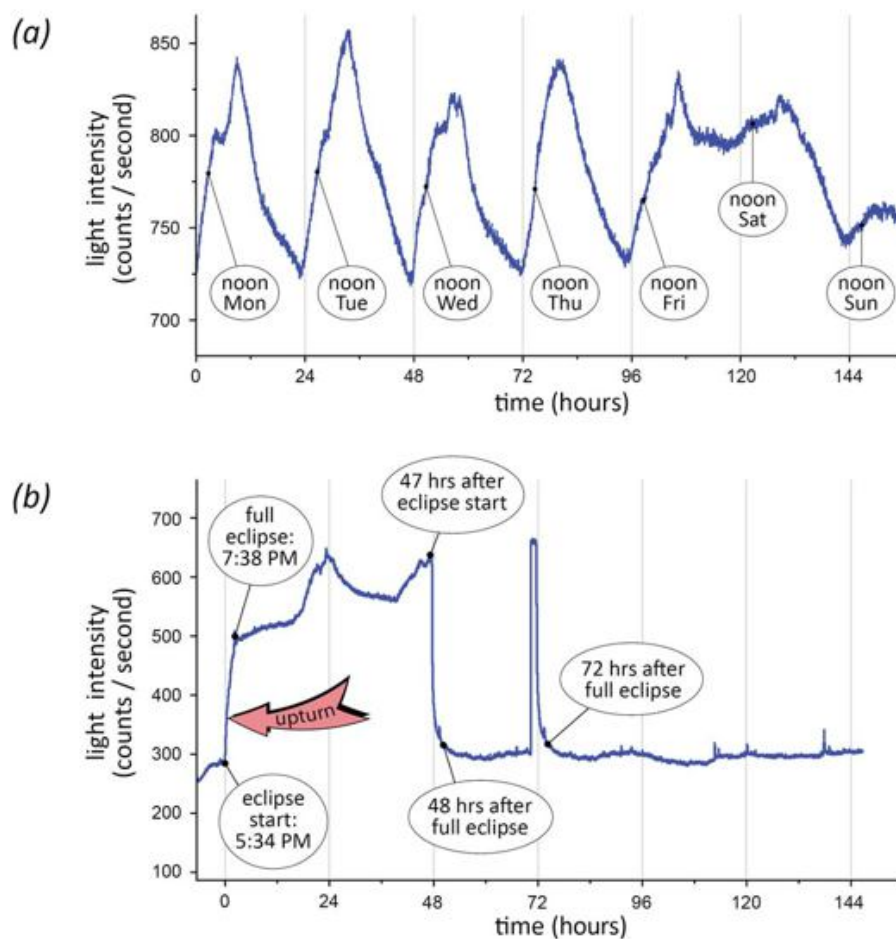 (a)
850
800
750
700
light intensity
(counts / second)
noon
Mon
noon
Tue
noon
Wed
noon
Thu
noon
Fri
noon
Sat
noon
Sun
0 24 48 72 96 120 144
time (hours)
(b)
700
600
500
400
300
200
100
light intensity
(counts / second)
full
eclipse:
7:38 PM
47 hrs after
eclipse start
upturn
72 hrs after
full eclipse
eclipse
start:
5:34 PM
48 hrs after
full eclipse
0 24 48 72 96 120 144
time (hours)